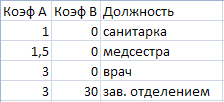 Коэф А Коэф В Должность
1 0 санитарка
1,5 0 медсестра
3 0 врач
3 30 зав. отделением